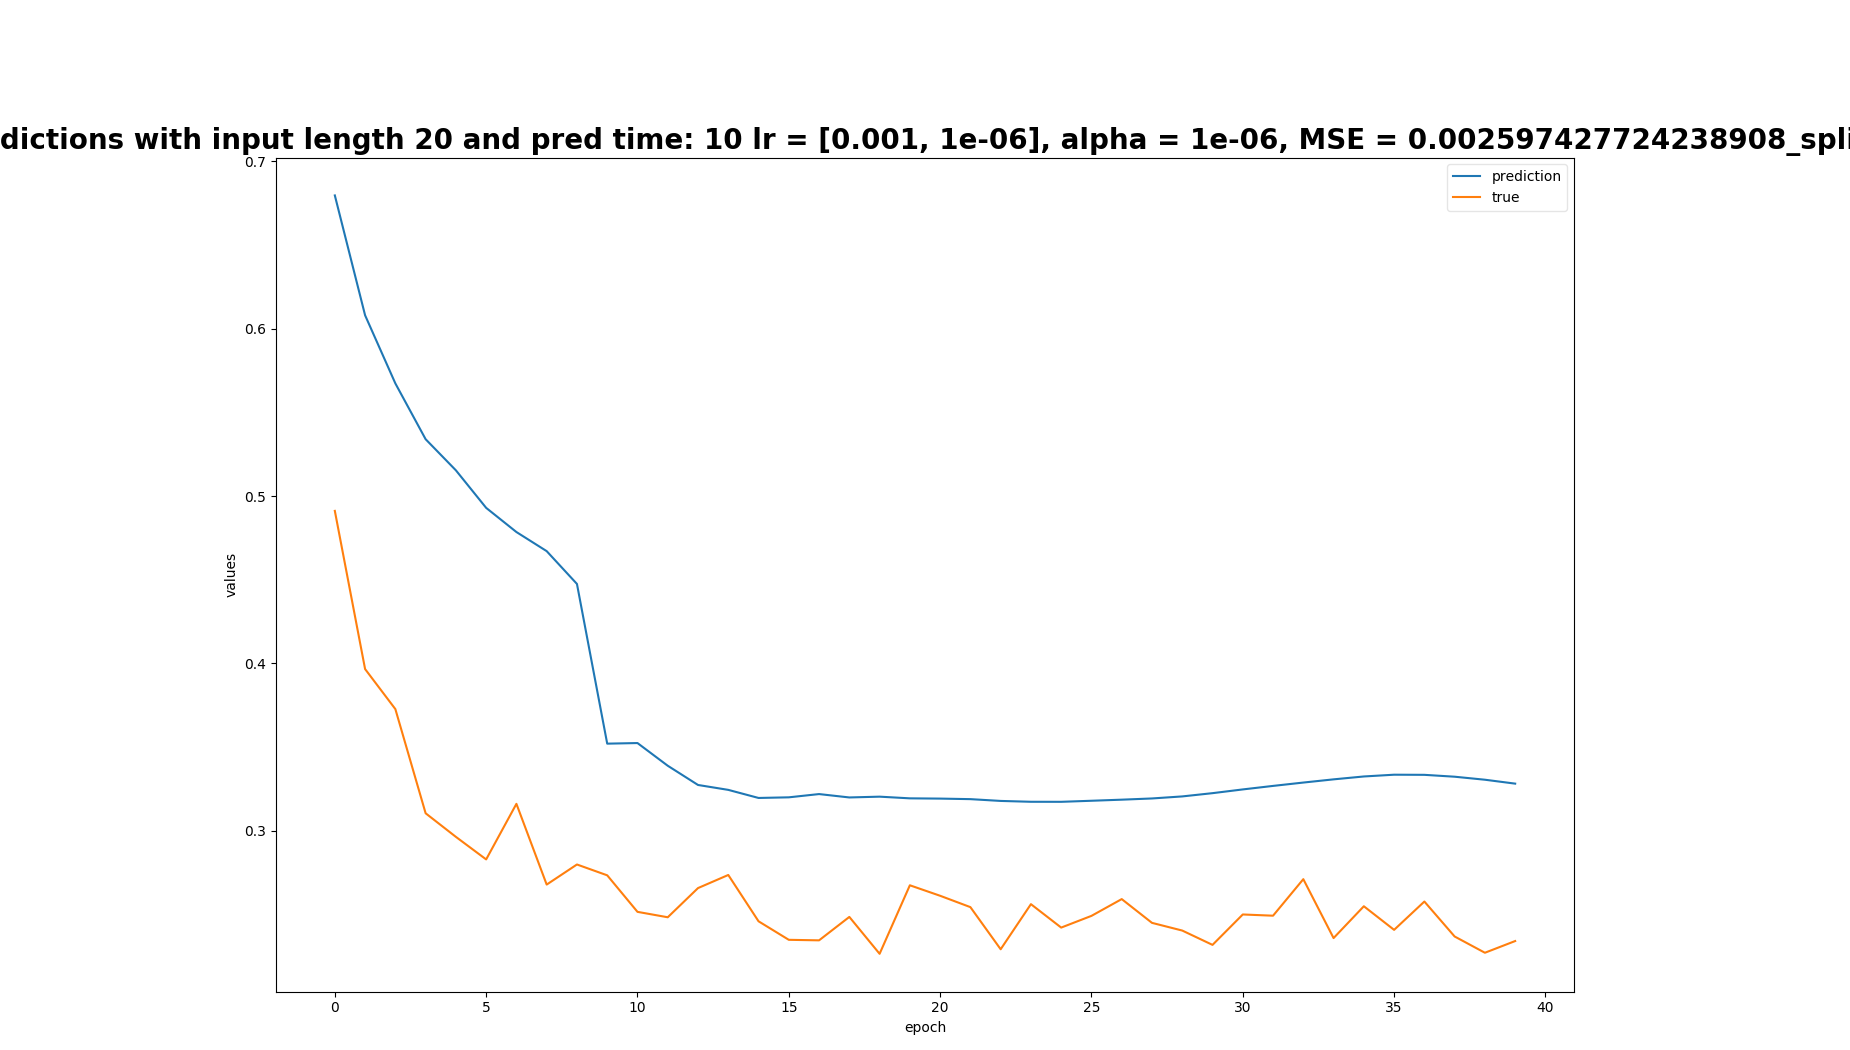 dictions with input length 20 and pred time: 10 lr = [0.001, 1e-06], alpha = 1e-06, MSE = 0.002597427724238908_spli
prediction
true
0.7
0.6
0.5
0.4
0.3
values
0 5 10 15 20 25 30 35 40
epoch